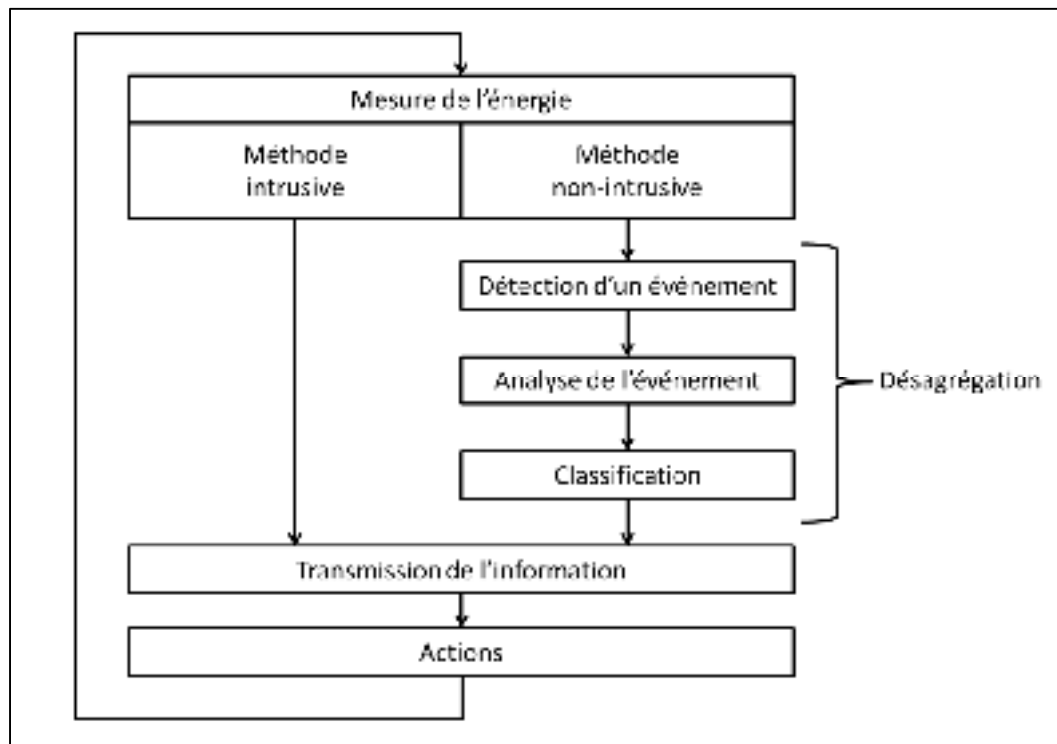 Mesure de l'énergie
Méthode
intrusive
Méthode
non-intrusive
Détection d'un événement
Analyse de l'événement
Désagrégation
Classification
Transmission de l'information
Actions